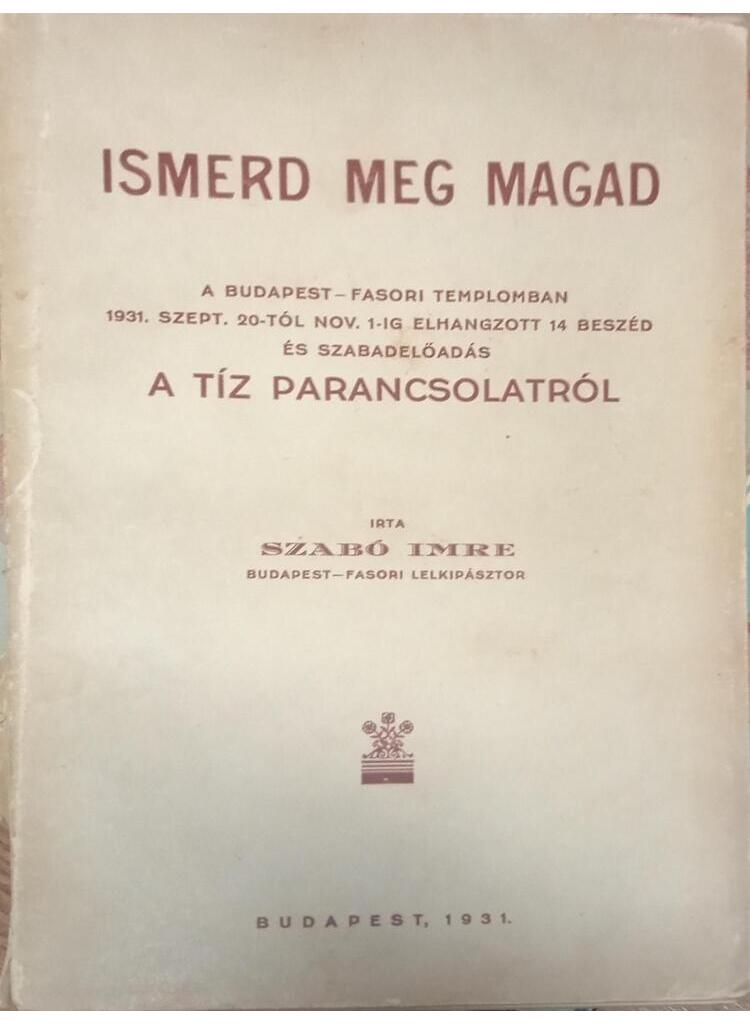 ISMERD MEG MAGAD
A BUDAPEST–FASORI TEMPLOMBAN
1931. SZEPT. 20-TÓL NOV. 1-IG ELHANGZOTT 14 BESZÉD
ÉS SZABADELŐADÁS
A TÍZ PARANCSOLATRÓL
IRTA
SZABÓ IMRE
BUDAPEST—FASORI LELKIPÁSZTOR
BUDAPEST, 1931.